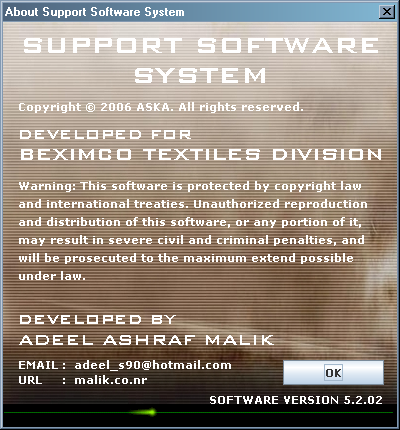 About Support Software System
SUPPORT SOFTWARE
SYSTEM
Copyright © 2006 ASKA. All rights reserved.
DEVELOPED FOR
BEXIMCO TEXTILES DIVISION
Warning: This software is protected by copyright law
and international treaties. Unauthorized reproduction
and distribution of this software, or any portion of it,
may result in severe civil and criminal penalties, and
will be prosecuted to the maximum extend possible
under law.
DEVELOPED BY
ADEEL ASHRAF MALIK
EMAIL : adeel_s90@hotmail.com
URL : malik.co.nr
OK
SOFTWARE VERSION 5.2.02